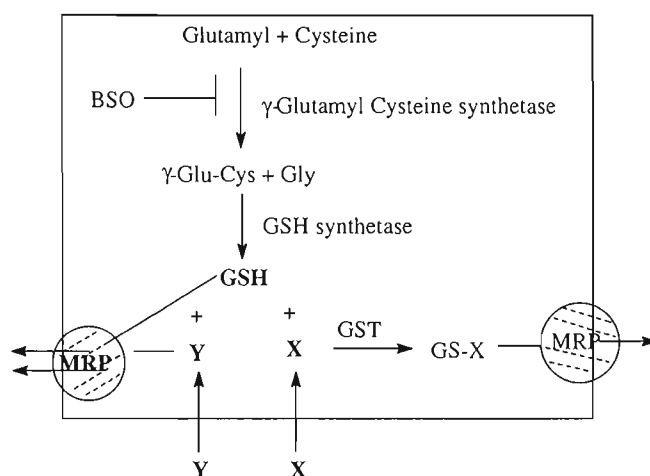 Glutamyl + Cysteine
BSO
γ-Glutamyl Cysteine synthetase
γ-Glu-Cys + Gly
GSH synthetase
GSH
+ +
MRP Y X GST GS-X MRP
Y X